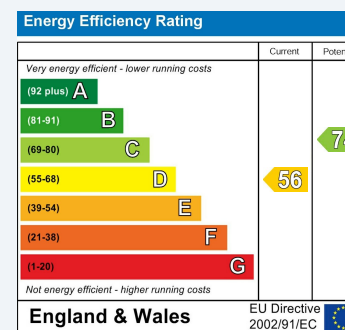 Energy Efficiency Rating
Current
Very energy efficient - lower running costs
(92 plus) A
(81-91) B
(69-80) C
(55-68) D
56
(39-54) E
(21-38) F
(1-20) G
Not energy efficient - higher running costs
England & Wales
EU Directive
2002/91/EC